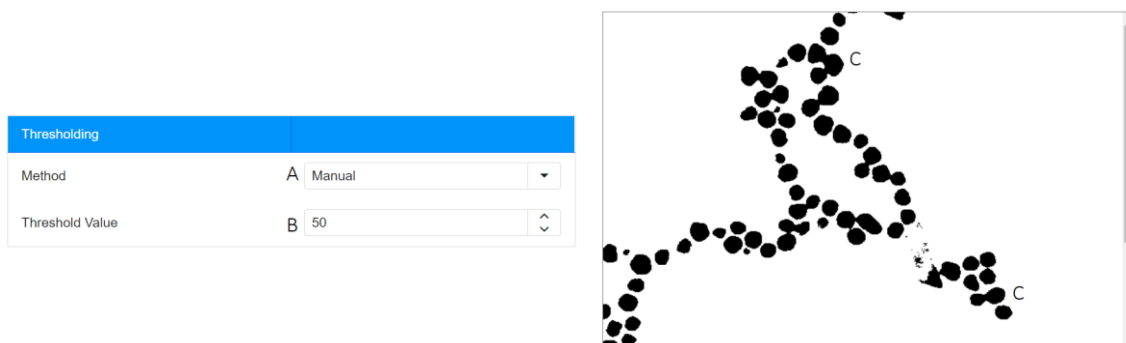 Thresholding
Method A Manual
Threshold Value B 50
C
C